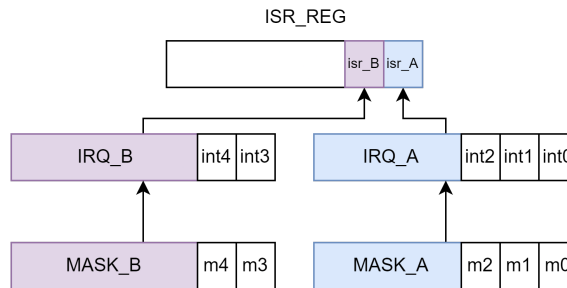 ISR_REG
isr_B isr_A
IRQ_B int4 int3 IRQ_A int2 int1 int0
MASK_B m4 m3 MASK_A m2 m1 m0